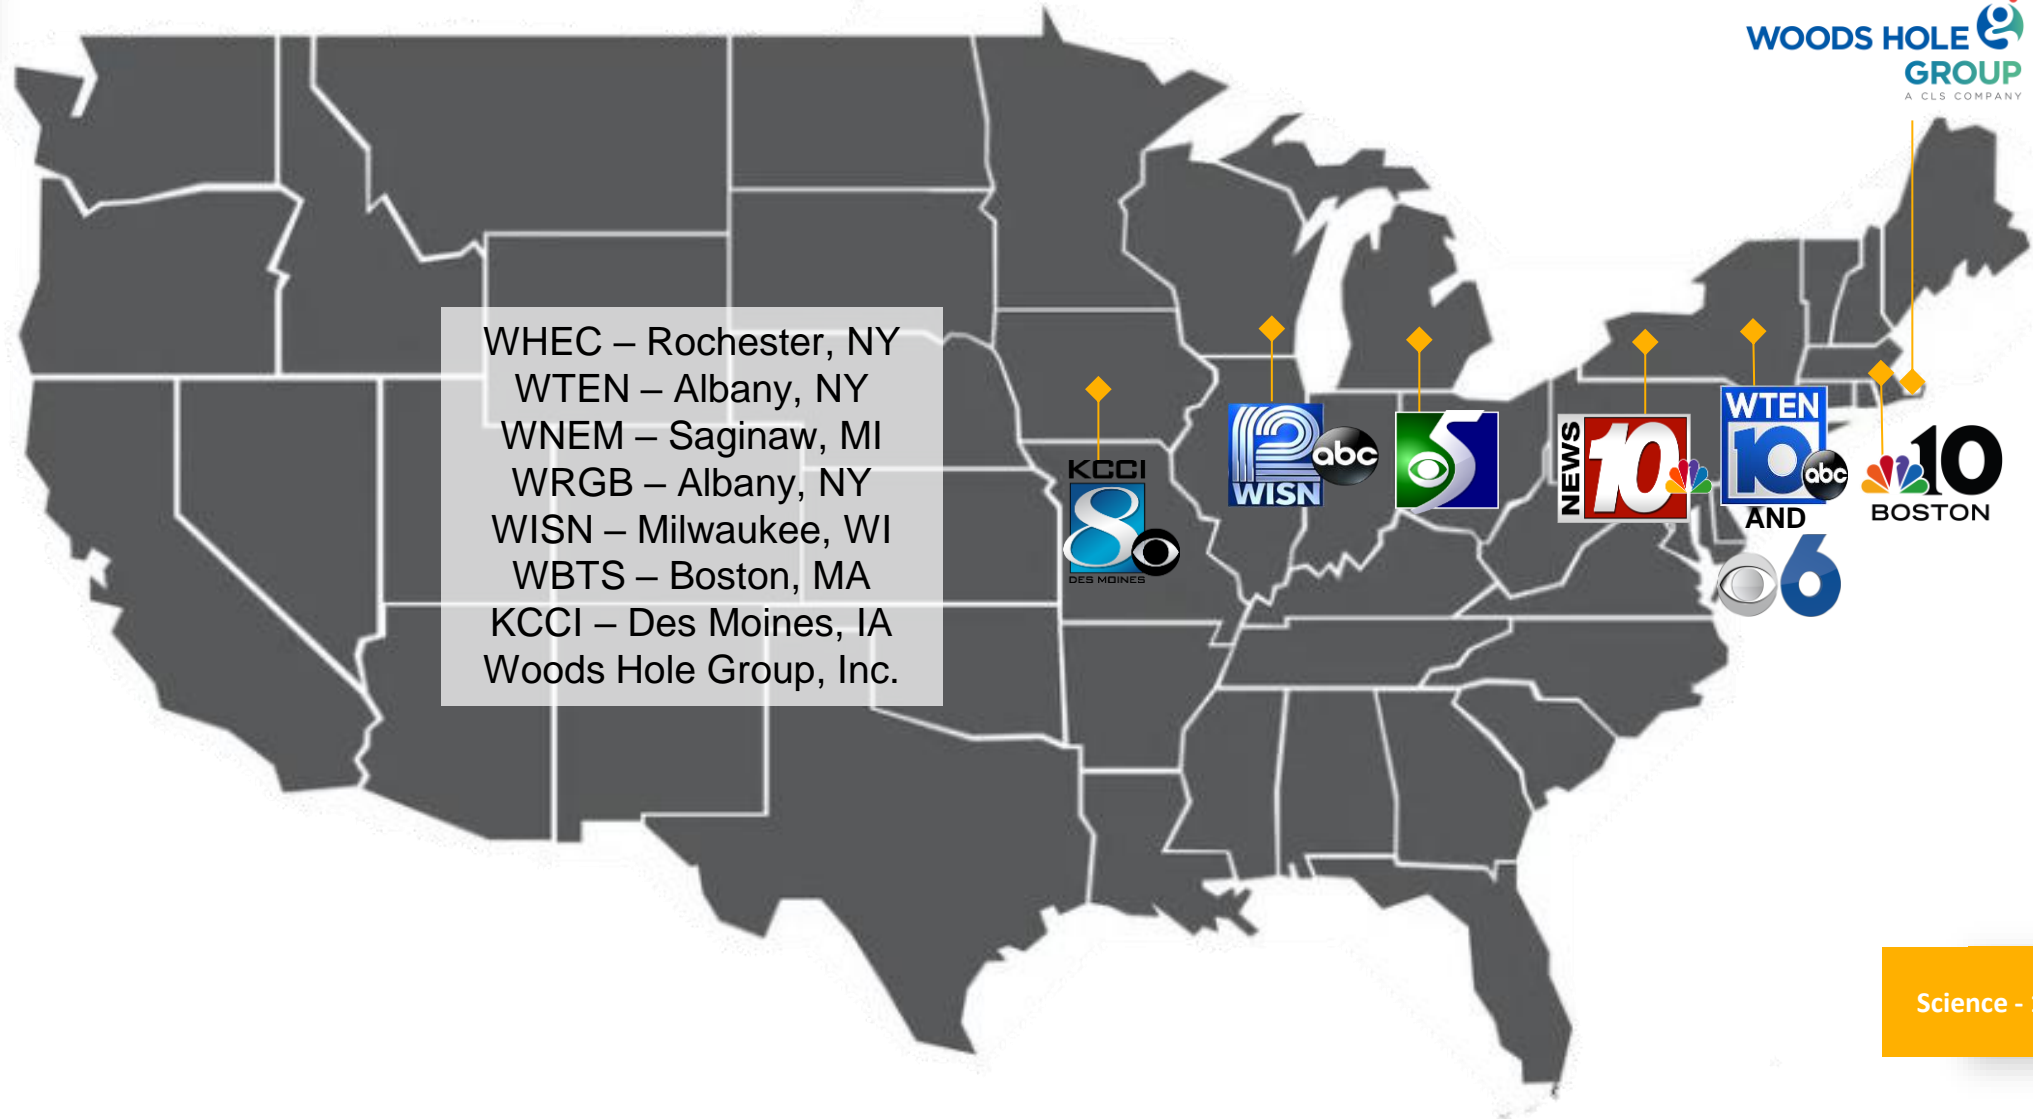 WOODS HOLE
GROUP
A CLS COMPANY
WHEC – Rochester, NY
WTEN – Albany, NY
WNEM – Saginaw, MI
WRGB – Albany, NY
WISN – Milwaukee, WI
WBTS – Boston, MA
KCCI – Des Moines, IA
Woods Hole Group, Inc.
KCCI
8
DES MOINES
12
WISN
abc
5
NEWS
10
WTEN
10
abc
AND
6
10
BOSTON
Science -